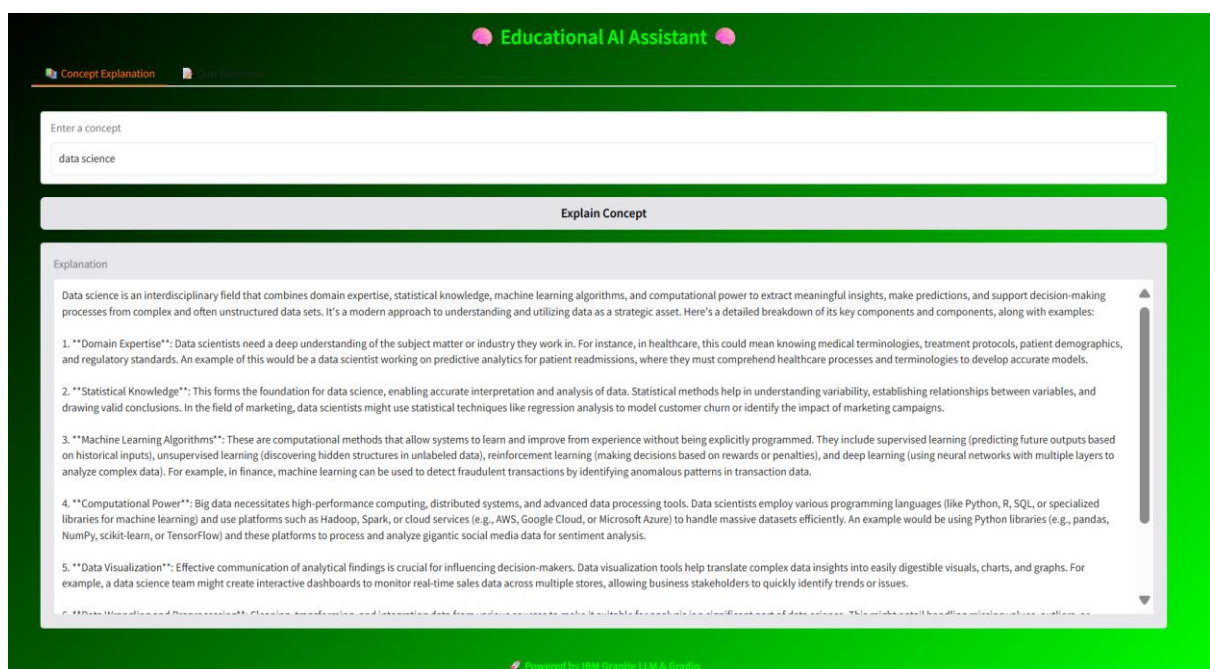 🧠 Educational AI Assistant 🧠
📚 Concept Explanation
📝 Quiz Generator
Enter a concept
data science
Explain Concept
Explanation
Data science is an interdisciplinary field that combines domain expertise, statistical knowledge, machine learning algorithms, and computational power to extract meaningful insights, make predictions, and support decision-making
processes from complex and often unstructured data sets. It's a modern approach to understanding and utilizing data as a strategic asset. Here's a detailed breakdown of its key components and components, along with examples:
1. **Domain Expertise**: Data scientists need a deep understanding of the subject matter or industry they work in. For instance, in healthcare, this could mean knowing medical terminologies, treatment protocols, patient demographics,
and regulatory standards. An example of this would be a data scientist working on predictive analytics for patient readmissions, where they must comprehend healthcare processes and terminologies to develop accurate models.
2. **Statistical Knowledge**: This forms the foundation for data science, enabling accurate interpretation and analysis of data. Statistical methods help in understanding variability, establishing relationships between variables, and
drawing valid conclusions. In the field of marketing, data scientists might use statistical techniques like regression analysis to model customer churn or identify the impact of marketing campaigns.
3. **Machine Learning Algorithms**: These are computational methods that allow systems to learn and improve from experience without being explicitly programmed. They include supervised learning (predicting future outputs based
on historical inputs), unsupervised learning (discovering hidden structures in unlabeled data), reinforcement learning (making decisions based on rewards or penalties), and deep learning (using neural networks with multiple layers to
analyze complex data). For example, in finance, machine learning can be used to detect fraudulent transactions by identifying anomalous patterns in transaction data.
4. **Computational Power**: Big data necessitates high-performance computing, distributed systems, and advanced data processing tools. Data scientists employ various programming languages (like Python, R, SQL, or specialized
libraries for machine learning) and use platforms such as Hadoop, Spark, or cloud services (e.g., AWS, Google Cloud, or Microsoft Azure) to handle massive datasets efficiently. An example would be using Python libraries (e.g., pandas,
NumPy, scikit-learn, or TensorFlow) and these platforms to process and analyze gigantic social media data for sentiment analysis.
5. **Data Visualization**: Effective communication of analytical findings is crucial for influencing decision-makers. Data visualization tools help translate complex data insights into easily digestible visuals, charts, and graphs. For
example, a data science team might create interactive dashboards to monitor real-time sales data across multiple stores, allowing business stakeholders to quickly identify trends or issues.
🚀 Powered by IBM Granite LLM & Gradio